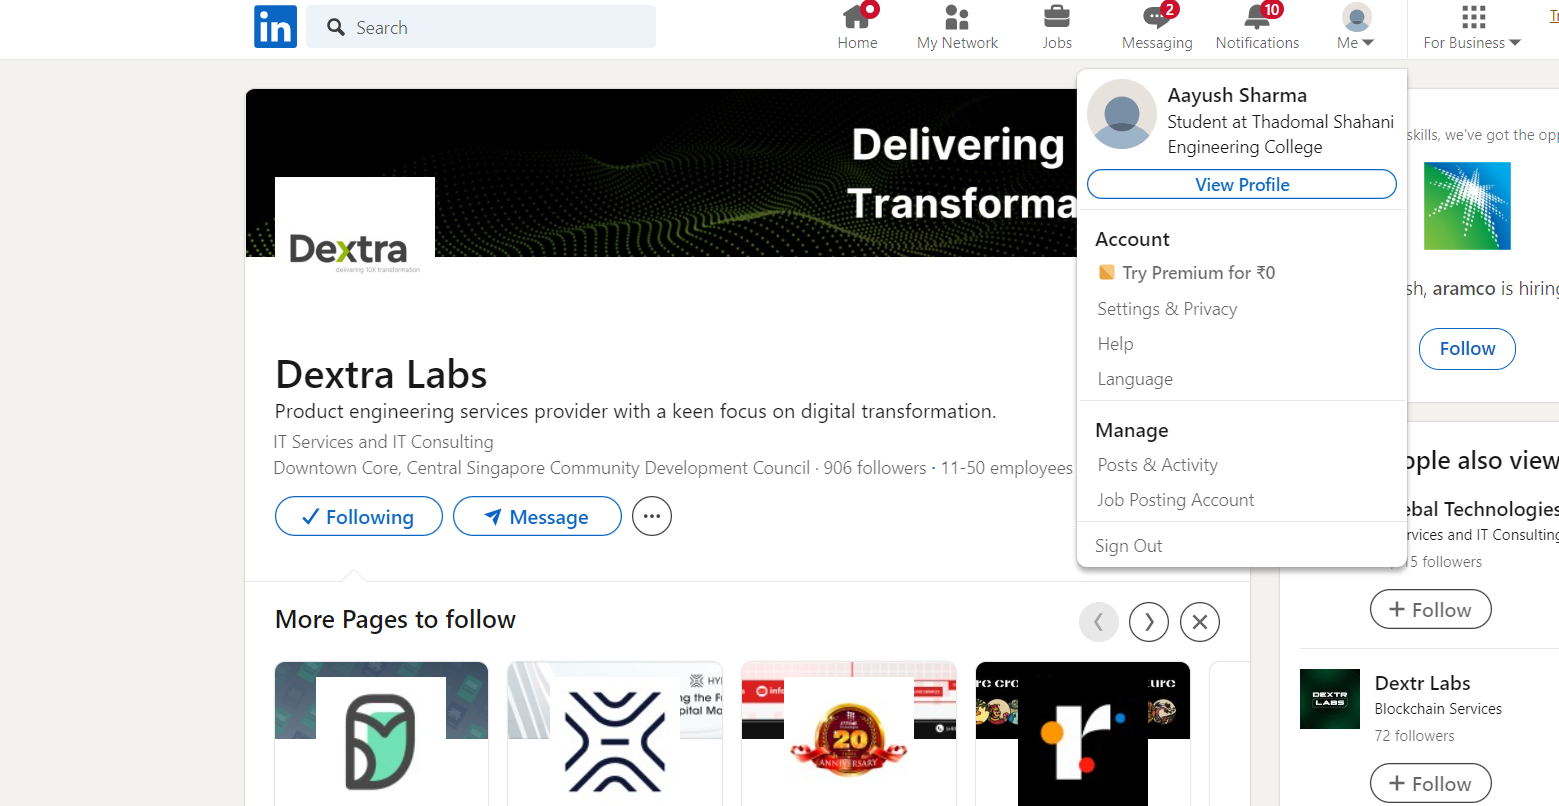 in
Search
Home
My Network
Jobs
2
Messaging
10
Notifications
Me
For Business
Delivering
Transforma
Dextra
delivering 10X transformation
Aayush Sharma
Student at Thadomal Shahani
Engineering College
View Profile
Account
Try Premium for ₹0
Settings & Privacy
Help
Language
Manage
Posts & Activity
Job Posting Account
Sign Out
Dextra Labs
Product engineering services provider with a keen focus on digital transformation.
IT Services and IT Consulting
Downtown Core, Central Singapore Community Development Council · 906 followers · 11-50 employees
Following
Message
More Pages to follow
20
ANNIVERSARY
skills, we've got the opp
sh, aramco is hiring
Follow
ople also view
ebal Technologies
rvices and IT Consulting
15 followers
+ Follow
DEXTR
LABS
Dextr Labs
Blockchain Services
72 followers
+ Follow